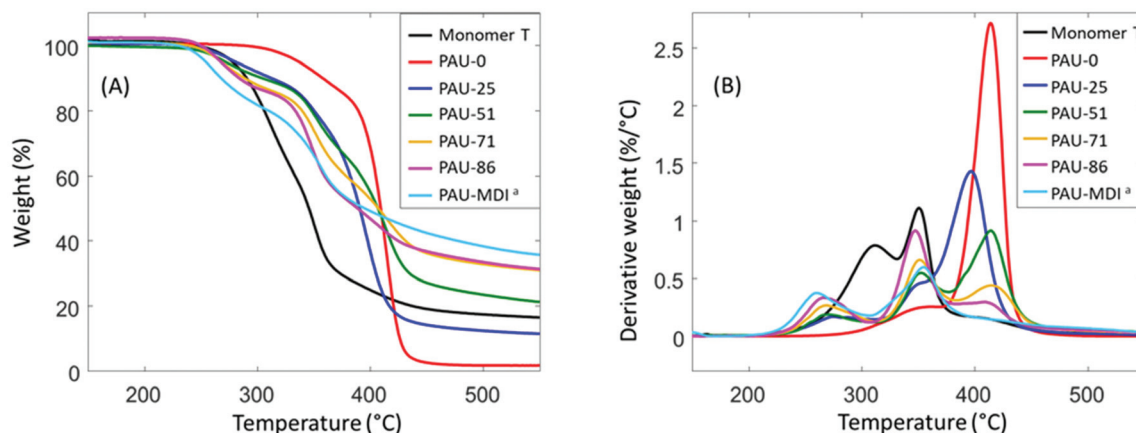 (A)
Weight (%)
100
80
60
40
20
0
200
300
400
500
Temperature (°C)
Monomer T
PAU-0
PAU-25
PAU-51
PAU-71
PAU-86
PAU-MDI ᵃ
(B)
Derivative weight (%/°C)
2.5
2
1.5
1
0.5
0
200
300
400
500
Temperature (°C)
Monomer T
PAU-0
PAU-25
PAU-51
PAU-71
PAU-86
PAU-MDI ᵃ